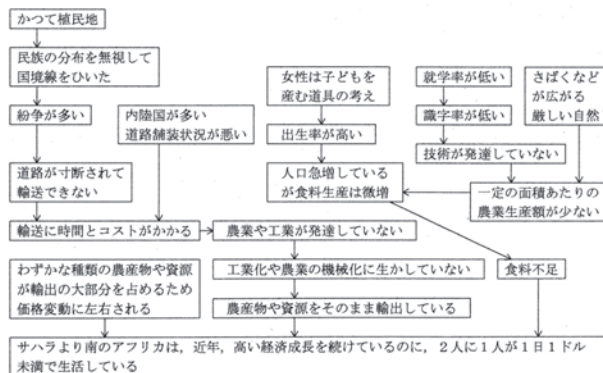 かつて植民地
民族の分布を無視して
国境線をひいた
紛争が多い
内陸国が多い
道路舗装状況が悪い
女性は子どもを
産む道具の考え
出生率が高い
就学率が低い
識字率が低い
さばくなど
が広がる
厳しい自然
技術が発達していない
道路が寸断されて
輸送できない
人口急増している
が食料生産は微増
一定の面積あたりの
農業生産額が少ない
輸送に時間とコストがかかる
農業や工業が発達していない
わずかな種類の農産物や資源
が輸出の大部分を占めるため
価格変動に左右される
工業化や農業の機械化に生かしていない
食料不足
農産物や資源をそのまま輸出している
サハラより南のアフリカは，近年，高い経済成長を続けているのに，２人に１人が１日１ドル
未満で生活している